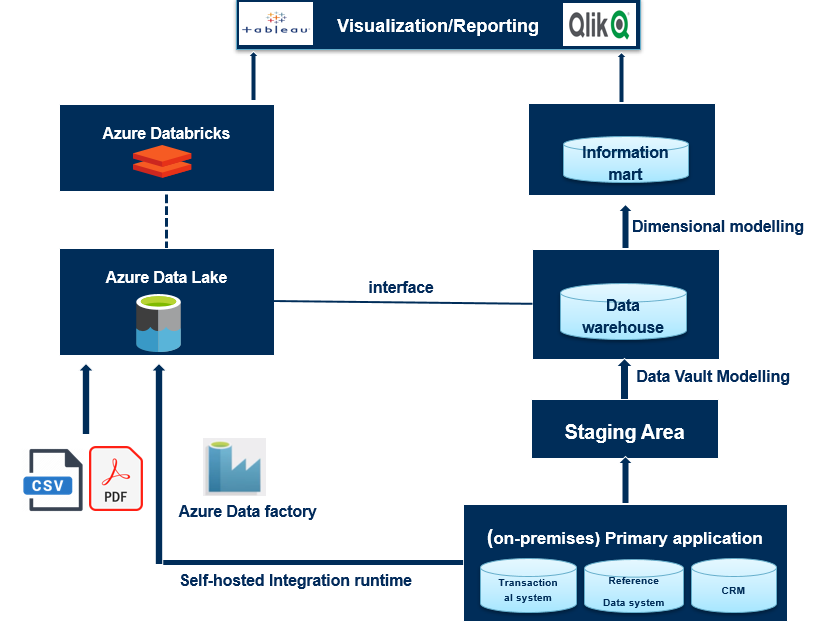 +ableau
Visualization/Reporting
Qlik
Azure Databricks
Information
mart
Dimensional modelling
Azure Data Lake
interface
Data
warehouse
Data Vault Modelling
Staging Area
CSV
PDF
Azure Data factory
(on-premises) Primary application
Self-hosted Integration runtime
Transaction
al system
Reference
Data system
CRM